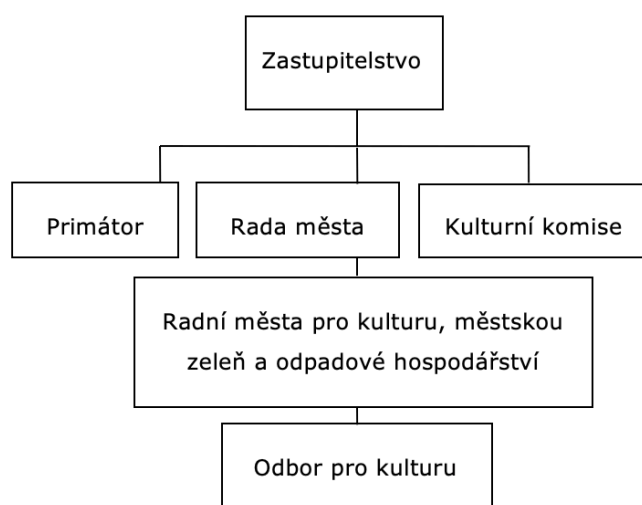 Zastupitelstvo
Primátor
Rada města
Kulturní komise
Radní města pro kulturu, městskou
zeleň a odpadové hospodářství
Odbor pro kulturu